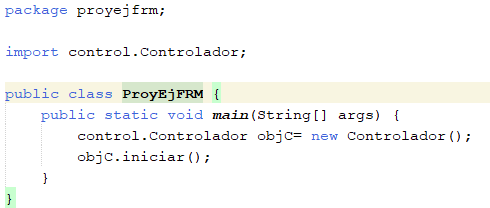 package proyejfrm;
import control.Controlador;
public class ProyEjFRM {
public static void main(String[] args) {
control.Controlador objC= new Controlador();
objC.iniciar();
}
}